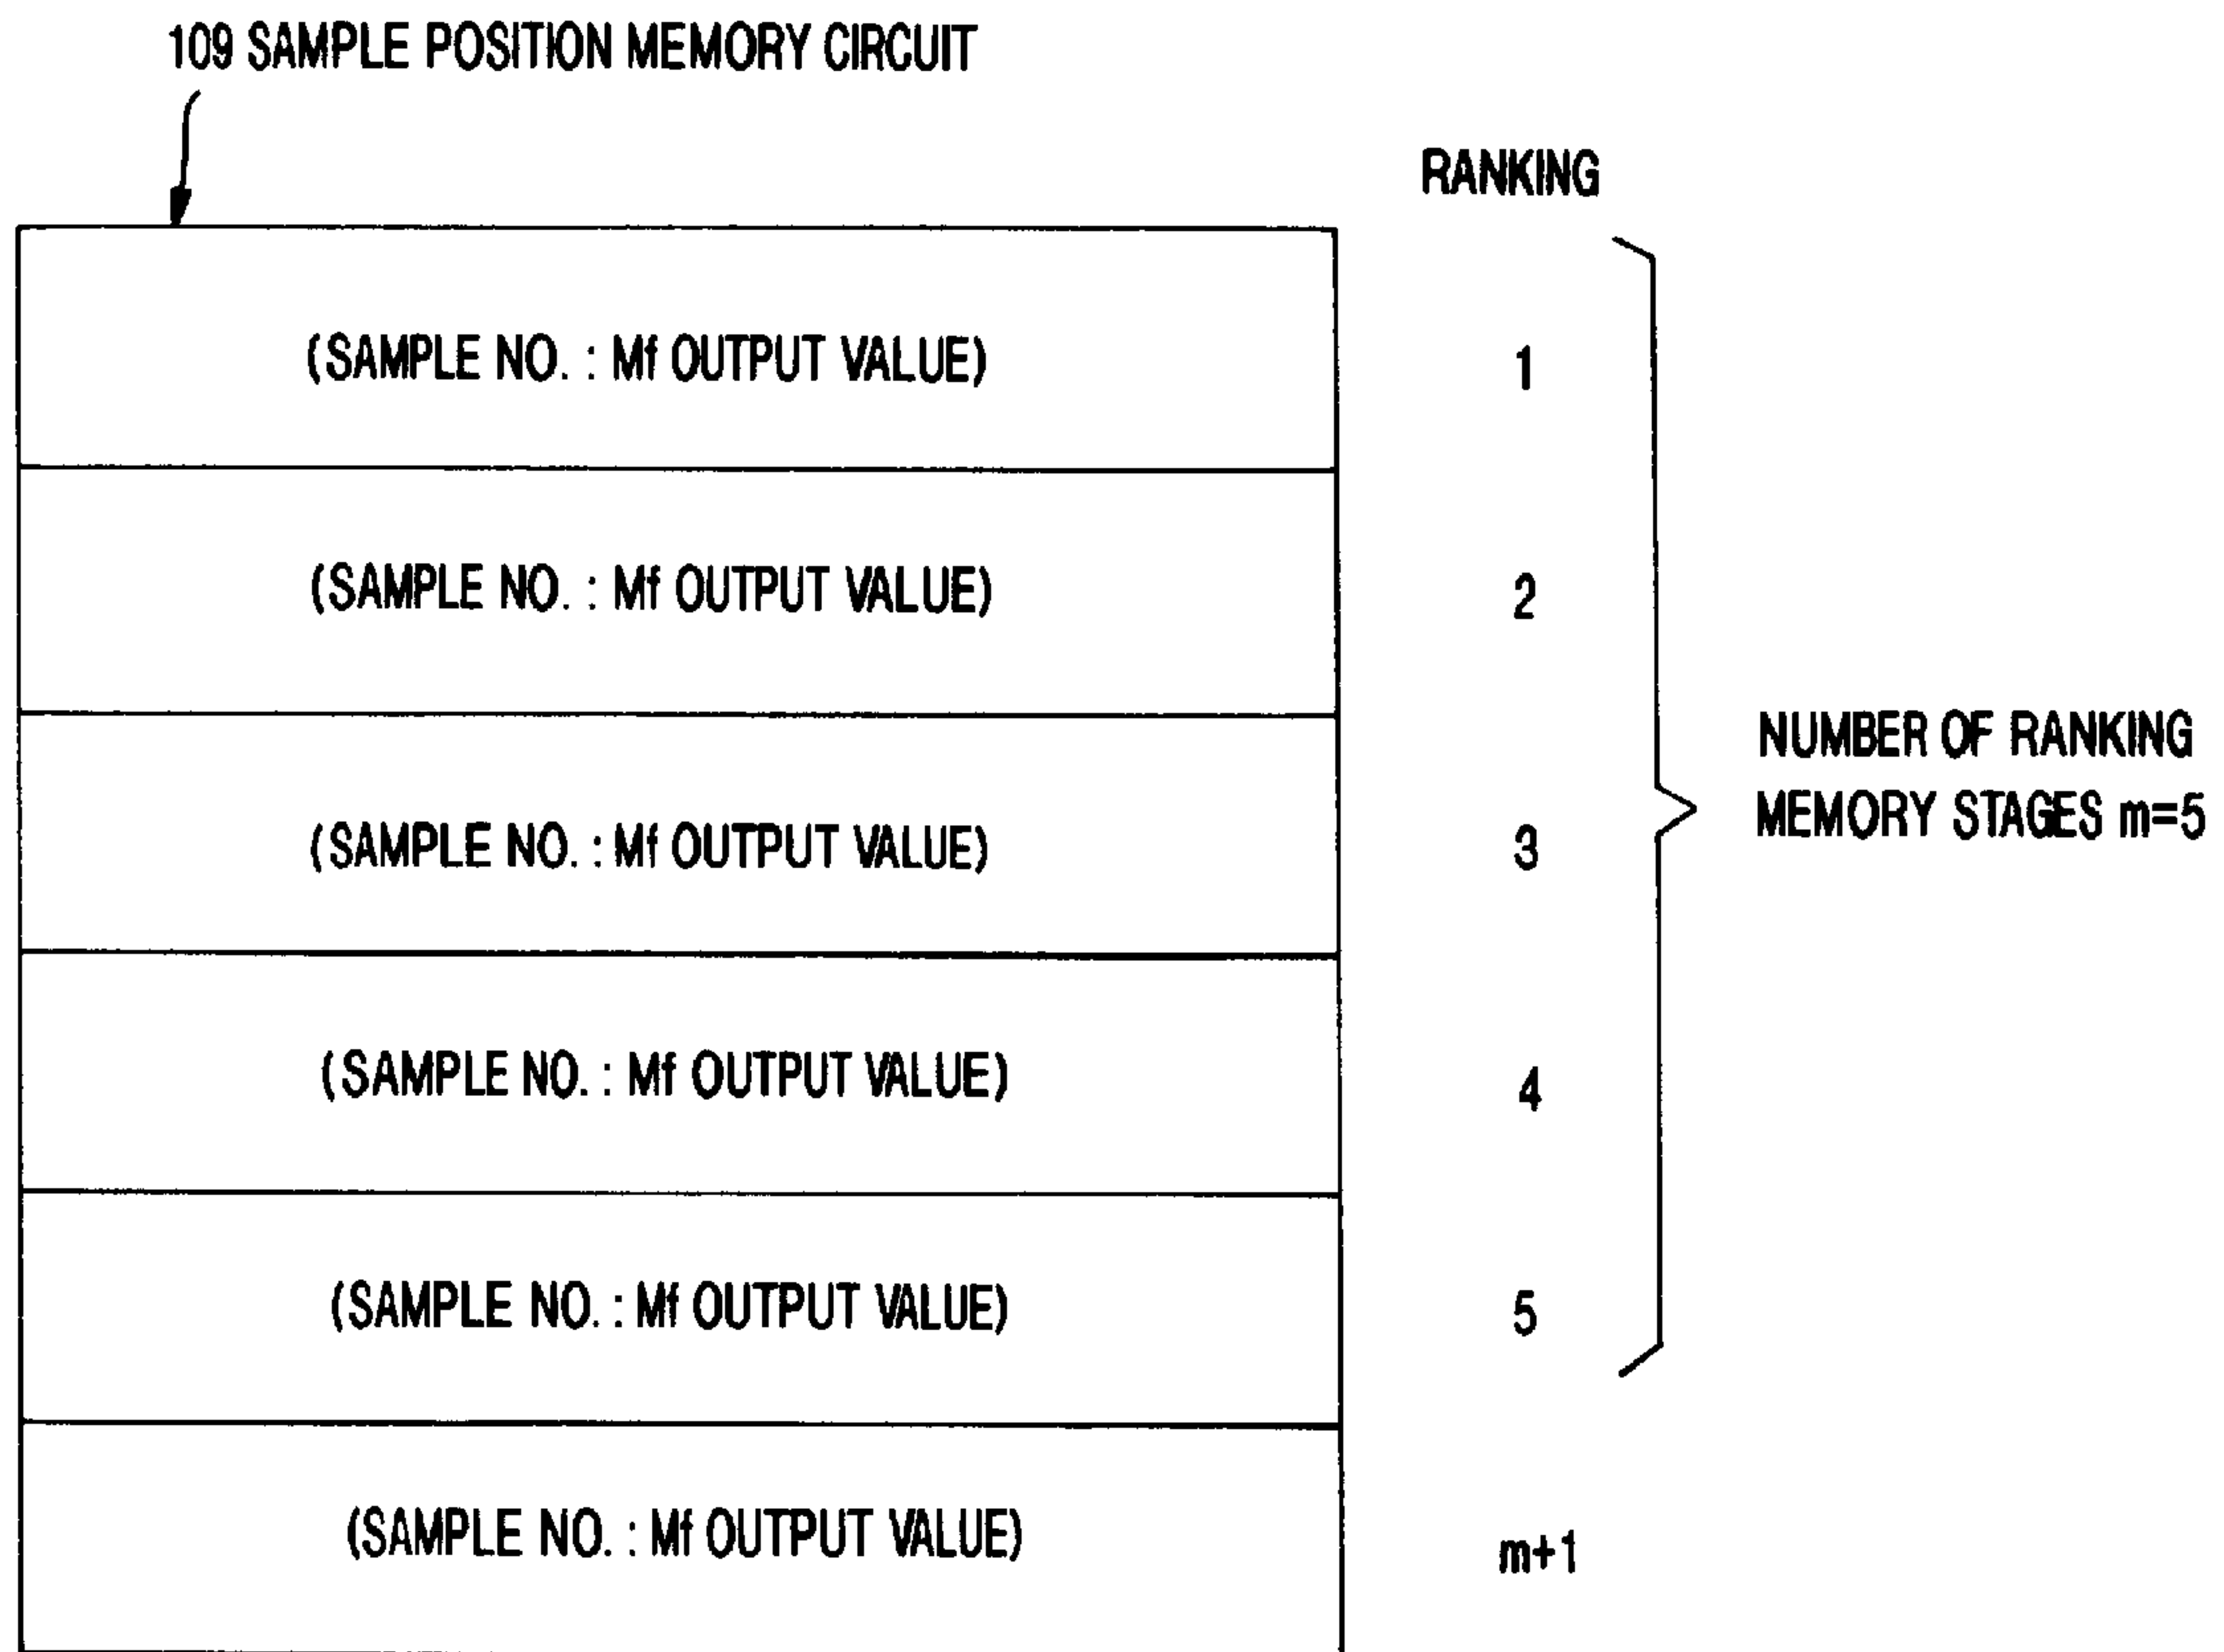 109 SAMPLE POSITION MEMORY CIRCUIT
RANKING
(SAMPLE NO. : Mf OUTPUT VALUE)
1
(SAMPLE NO. : Mf OUTPUT VALUE)
2
NUMBER OF RANKING
MEMORY STAGES m=5
(SAMPLE NO. : Mf OUTPUT VALUE)
3
(SAMPLE NO. : Mf OUTPUT VALUE)
4
(SAMPLE NO. : Mf OUTPUT VALUE)
5
(SAMPLE NO. : Mf OUTPUT VALUE)
m+1